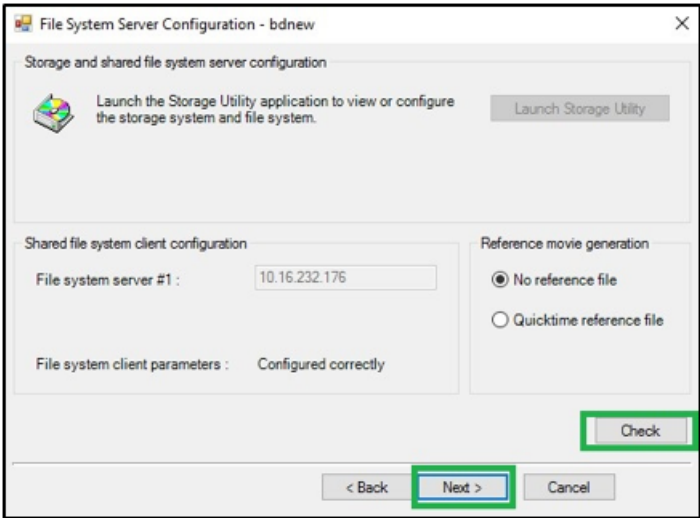 File System Server Configuration - bdnew
Storage and shared file system server configuration
Launch the Storage Utility application to view or configure
the storage system and file system.
Launch Storage Utility
Shared file system client configuration
File system server #1 :
10.16.232.176
File system client parameters :
Configured correctly
Reference movie generation
No reference file
Quicktime reference file
Check
< Back
Next >
Cancel